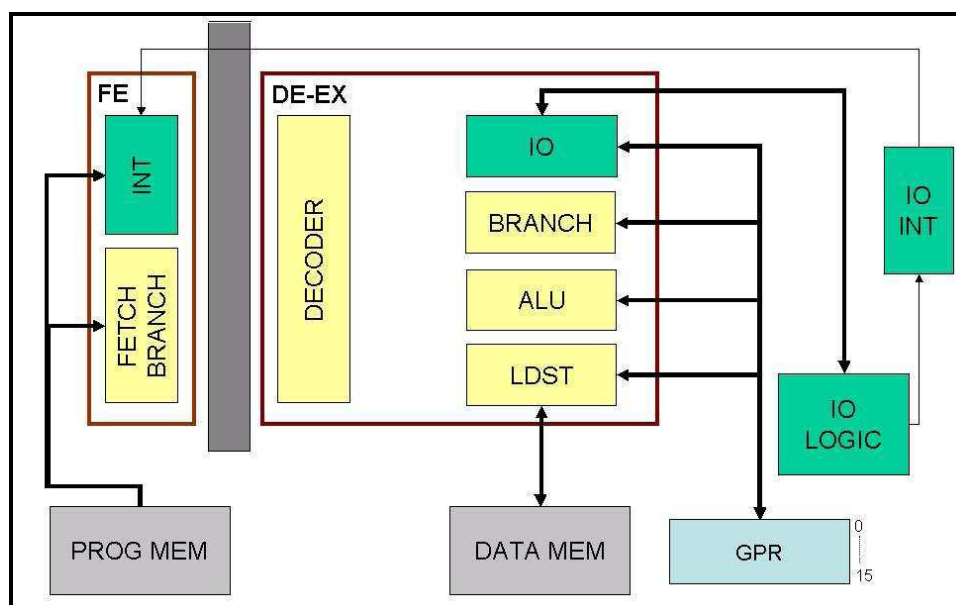 FE
INT
FETCH
BRANCH
DE-EX
DECODER
IO
BRANCH
ALU
LDST
IO
INT
IO
LOGIC
PROG MEM
DATA MEM
GPR
0
15